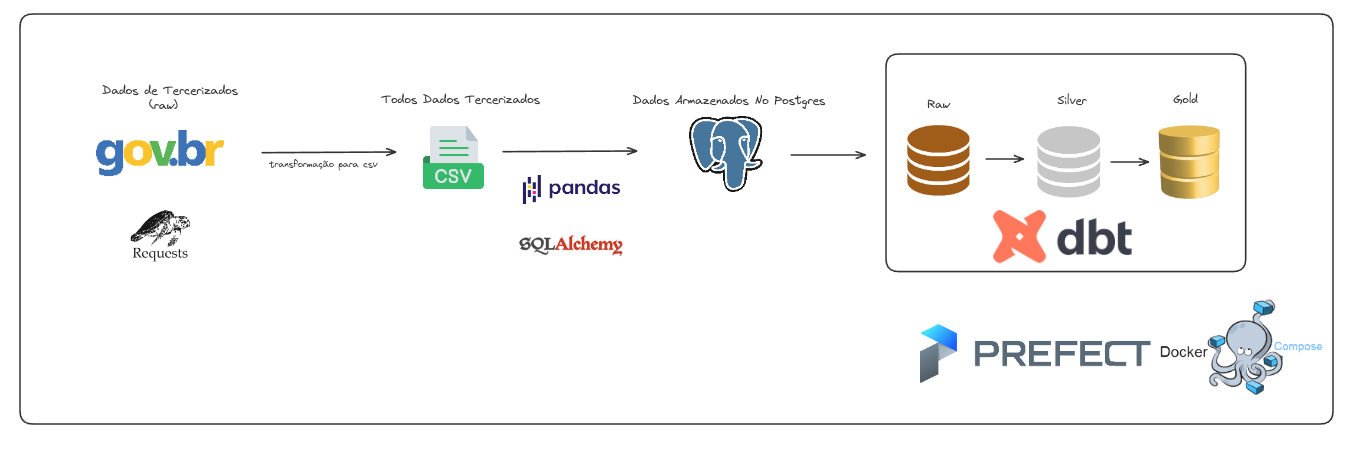 Dados de Tercerizados
(raw)
gov.br
Requests
transformação para csv
Todos Dados Tercerizados
CSV
pandas
SQLAlchemy
Dados Armazenados No Postgres
Raw
Silver
Gold
dbt
PREFECT
Docker
Compose